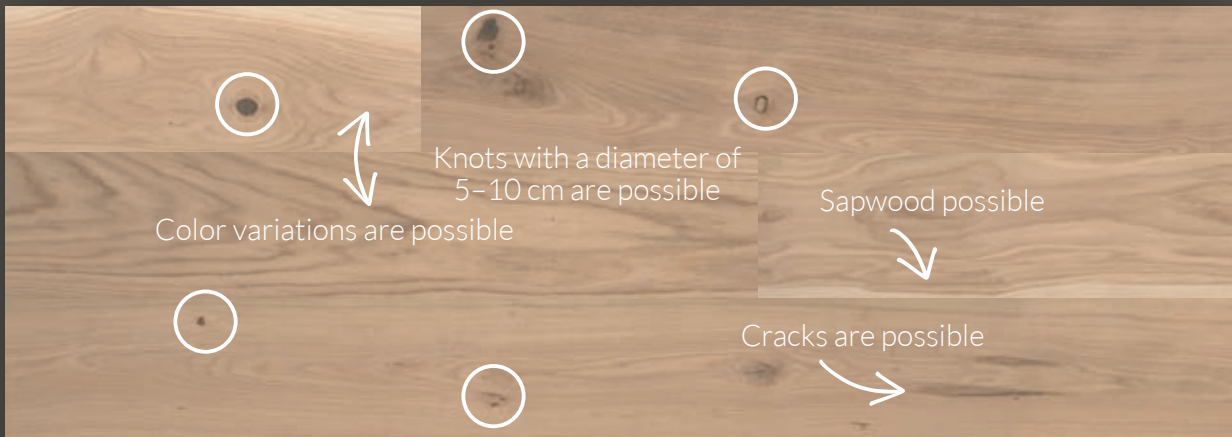 Knots with a diameter of
5–10 cm are possible
Sapwood possible
Color variations are possible
Cracks are possible